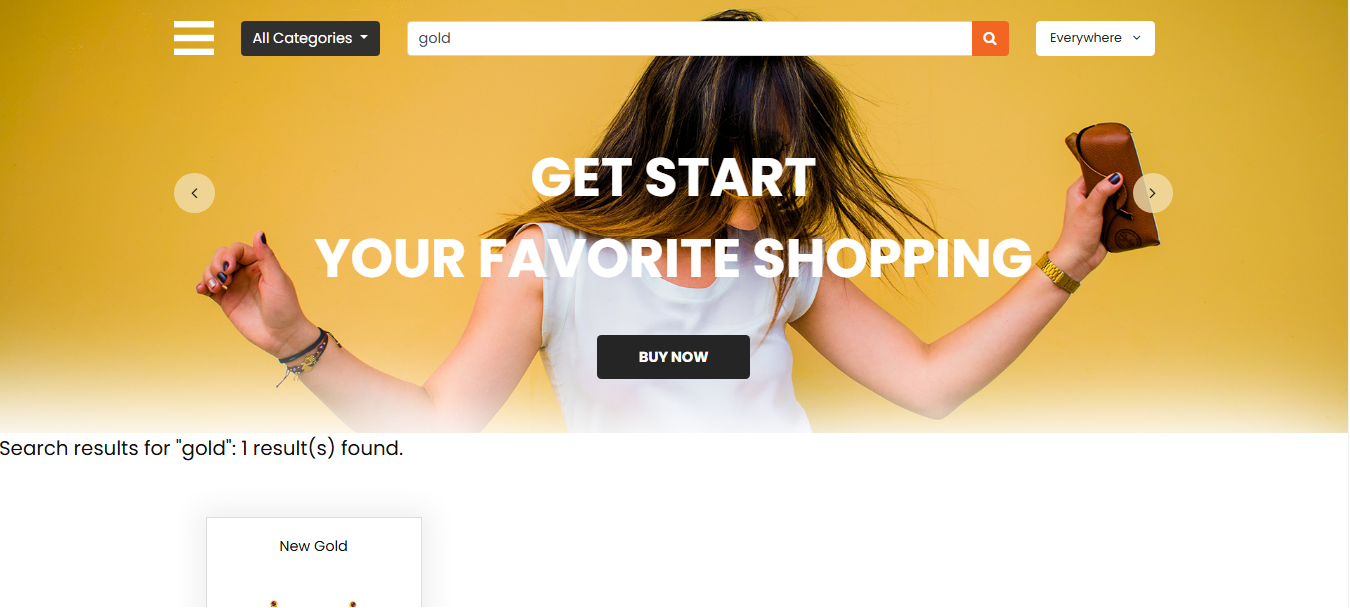 All Categories
gold
Everywhere
GET START
YOUR FAVORITE SHOPPING
BUY NOW
Search results for "gold": 1 result(s) found.
New Gold